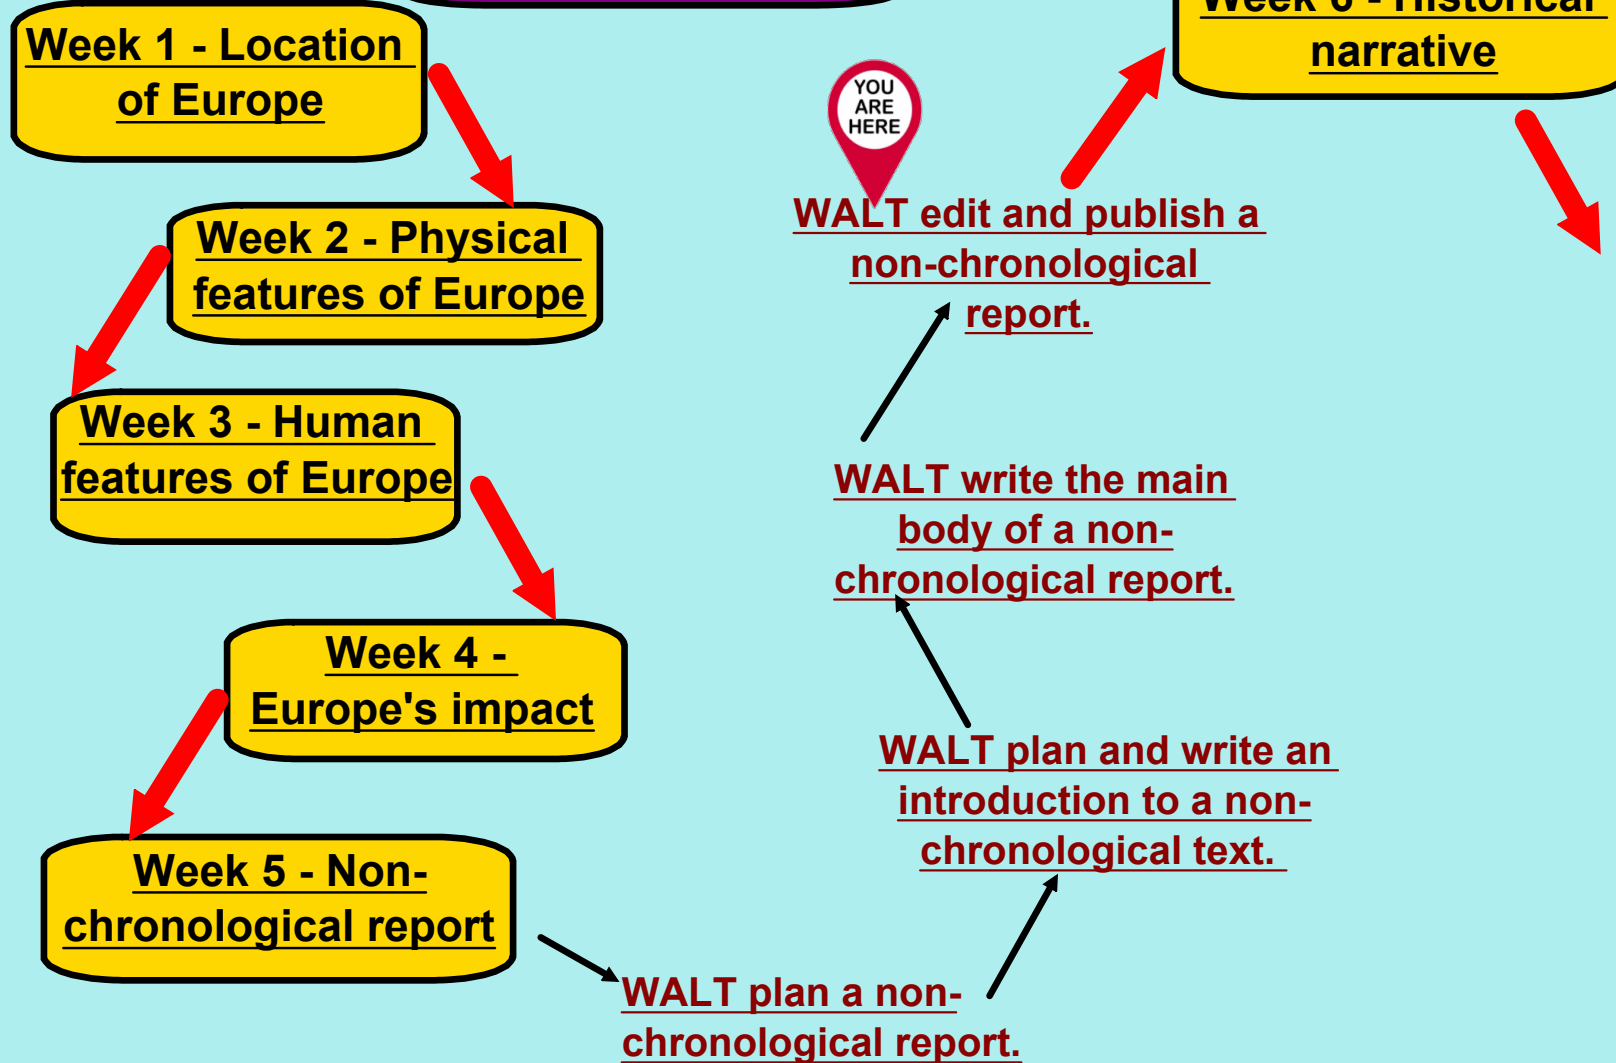 Week 1 - Location
of Europe
Week 2 - Physical
features of Europe
Week 3 - Human
features of Europe
Week 4 -
Europe's impact
Week 5 - Non-
chronological report
WALT plan a non-
chronological report.
WALT plan and write an
introduction to a non-
chronological text.
WALT write the main
body of a non-
chronological report.
YOU
ARE
HERE
WALT edit and publish a
non-chronological
report.
Week 6 - Historical
narrative